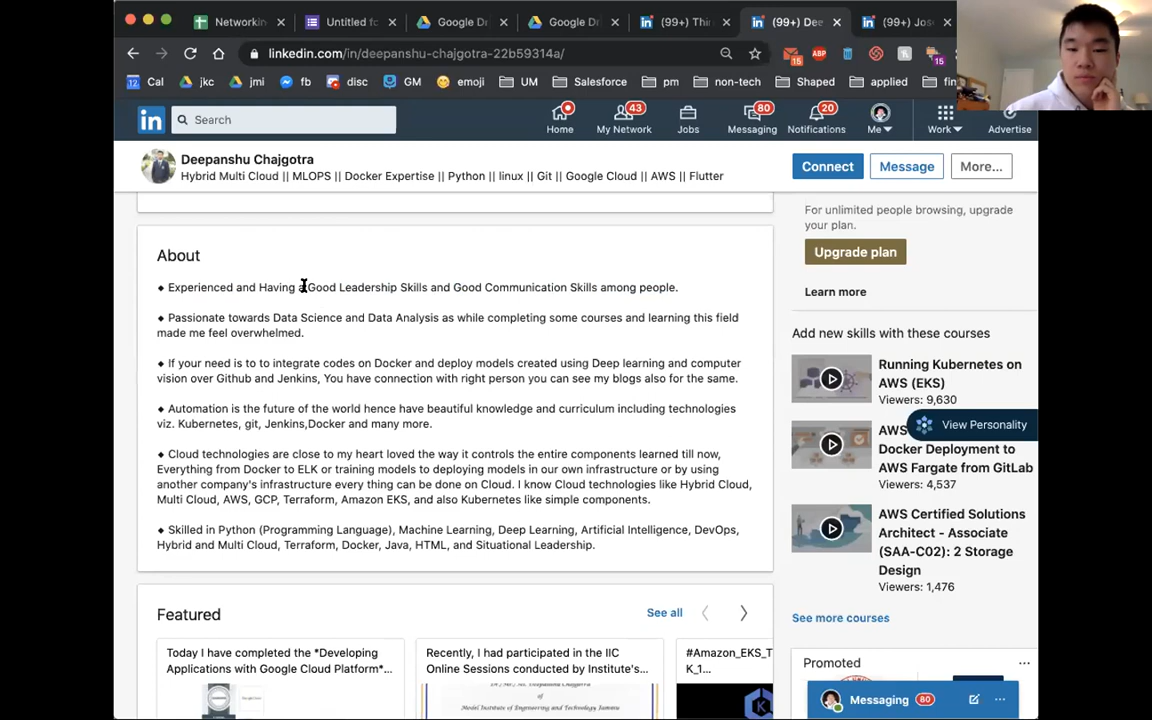 Networkin
Untitled fo
Google Dr
Google Dri
(99+) Thin
(99+) Dee
(99+) Jos
linkedin.com/in/deepanshu-chajgotra-22b59314a/
15
ABP
15
12 Cal
jkc
jmi
fb
disc
GM
emoji
UM
Salesforce
pm
non-tech
Shaped
applied
fin
in
Search
Home
43
My Network
Jobs
80
Messaging
20
Notifications
Me
Work
Advertise
Deepanshu Chajgotra
Hybrid Multi Cloud || MLOPS || Docker Expertise || Python || linux || Git || Google Cloud || AWS || Flutter
Connect
Message
More...
About
⬥ Experienced and Having a Good Leadership Skills and Good Communication Skills among people.
⬥ Passionate towards Data Science and Data Analysis as while completing some courses and learning this field
made me feel overwhelmed.
⬥ If your need is to to integrate codes on Docker and deploy models created using Deep learning and computer
vision over Github and Jenkins, You have connection with right person you can see my blogs also for the same.
⬥ Automation is the future of the world hence have beautiful knowledge and curriculum including technologies
viz. Kubernetes, git, Jenkins,Docker and many more.
⬥ Cloud technologies are close to my heart loved the way it controls the entire components learned till now,
Everything from Docker to ELK or training models to deploying models in our own infrastructure or by using
another company's infrastructure every thing can be done on Cloud. I know Cloud technologies like Hybrid Cloud,
Multi Cloud, AWS, GCP, Terraform, Amazon EKS, and also Kubernetes like simple components.
⬥ Skilled in Python (Programming Language), Machine Learning, Deep Learning, Artificial Intelligence, DevOps,
Hybrid and Multi Cloud, Terraform, Docker, Java, HTML, and Situational Leadership.
Featured
See all
Today I have completed the *Developing
Applications with Google Cloud Platform*...
Recently, I had participated in the IIC
Online Sessions conducted by Institute's...
of
Model Institute of Engineering and Technology Jammu
#Amazon_EKS_T
K_1...
For unlimited people browsing, upgrade
your plan.
Upgrade plan
Learn more
Add new skills with these courses
Running Kubernetes on
AWS (EKS)
Viewers: 9,630
View Personality
AWS
Docker Deployment to
AWS Fargate from GitLab
Viewers: 4,537
AWS Certified Solutions
Architect - Associate
(SAA-C02): 2 Storage
Design
Viewers: 1,476
See more courses
Promoted
Messaging 80